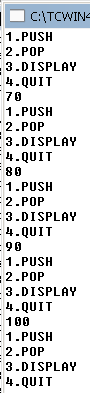 C:\TCWIN4
1.PUSH
2.POP
3.DISPLAY
4.QUIT
70
1.PUSH
2.POP
3.DISPLAY
4.QUIT
80
1.PUSH
2.POP
3.DISPLAY
4.QUIT
90
1.PUSH
2.POP
3.DISPLAY
4.QUIT
100
1.PUSH
2.POP
3.DISPLAY
4.QUIT